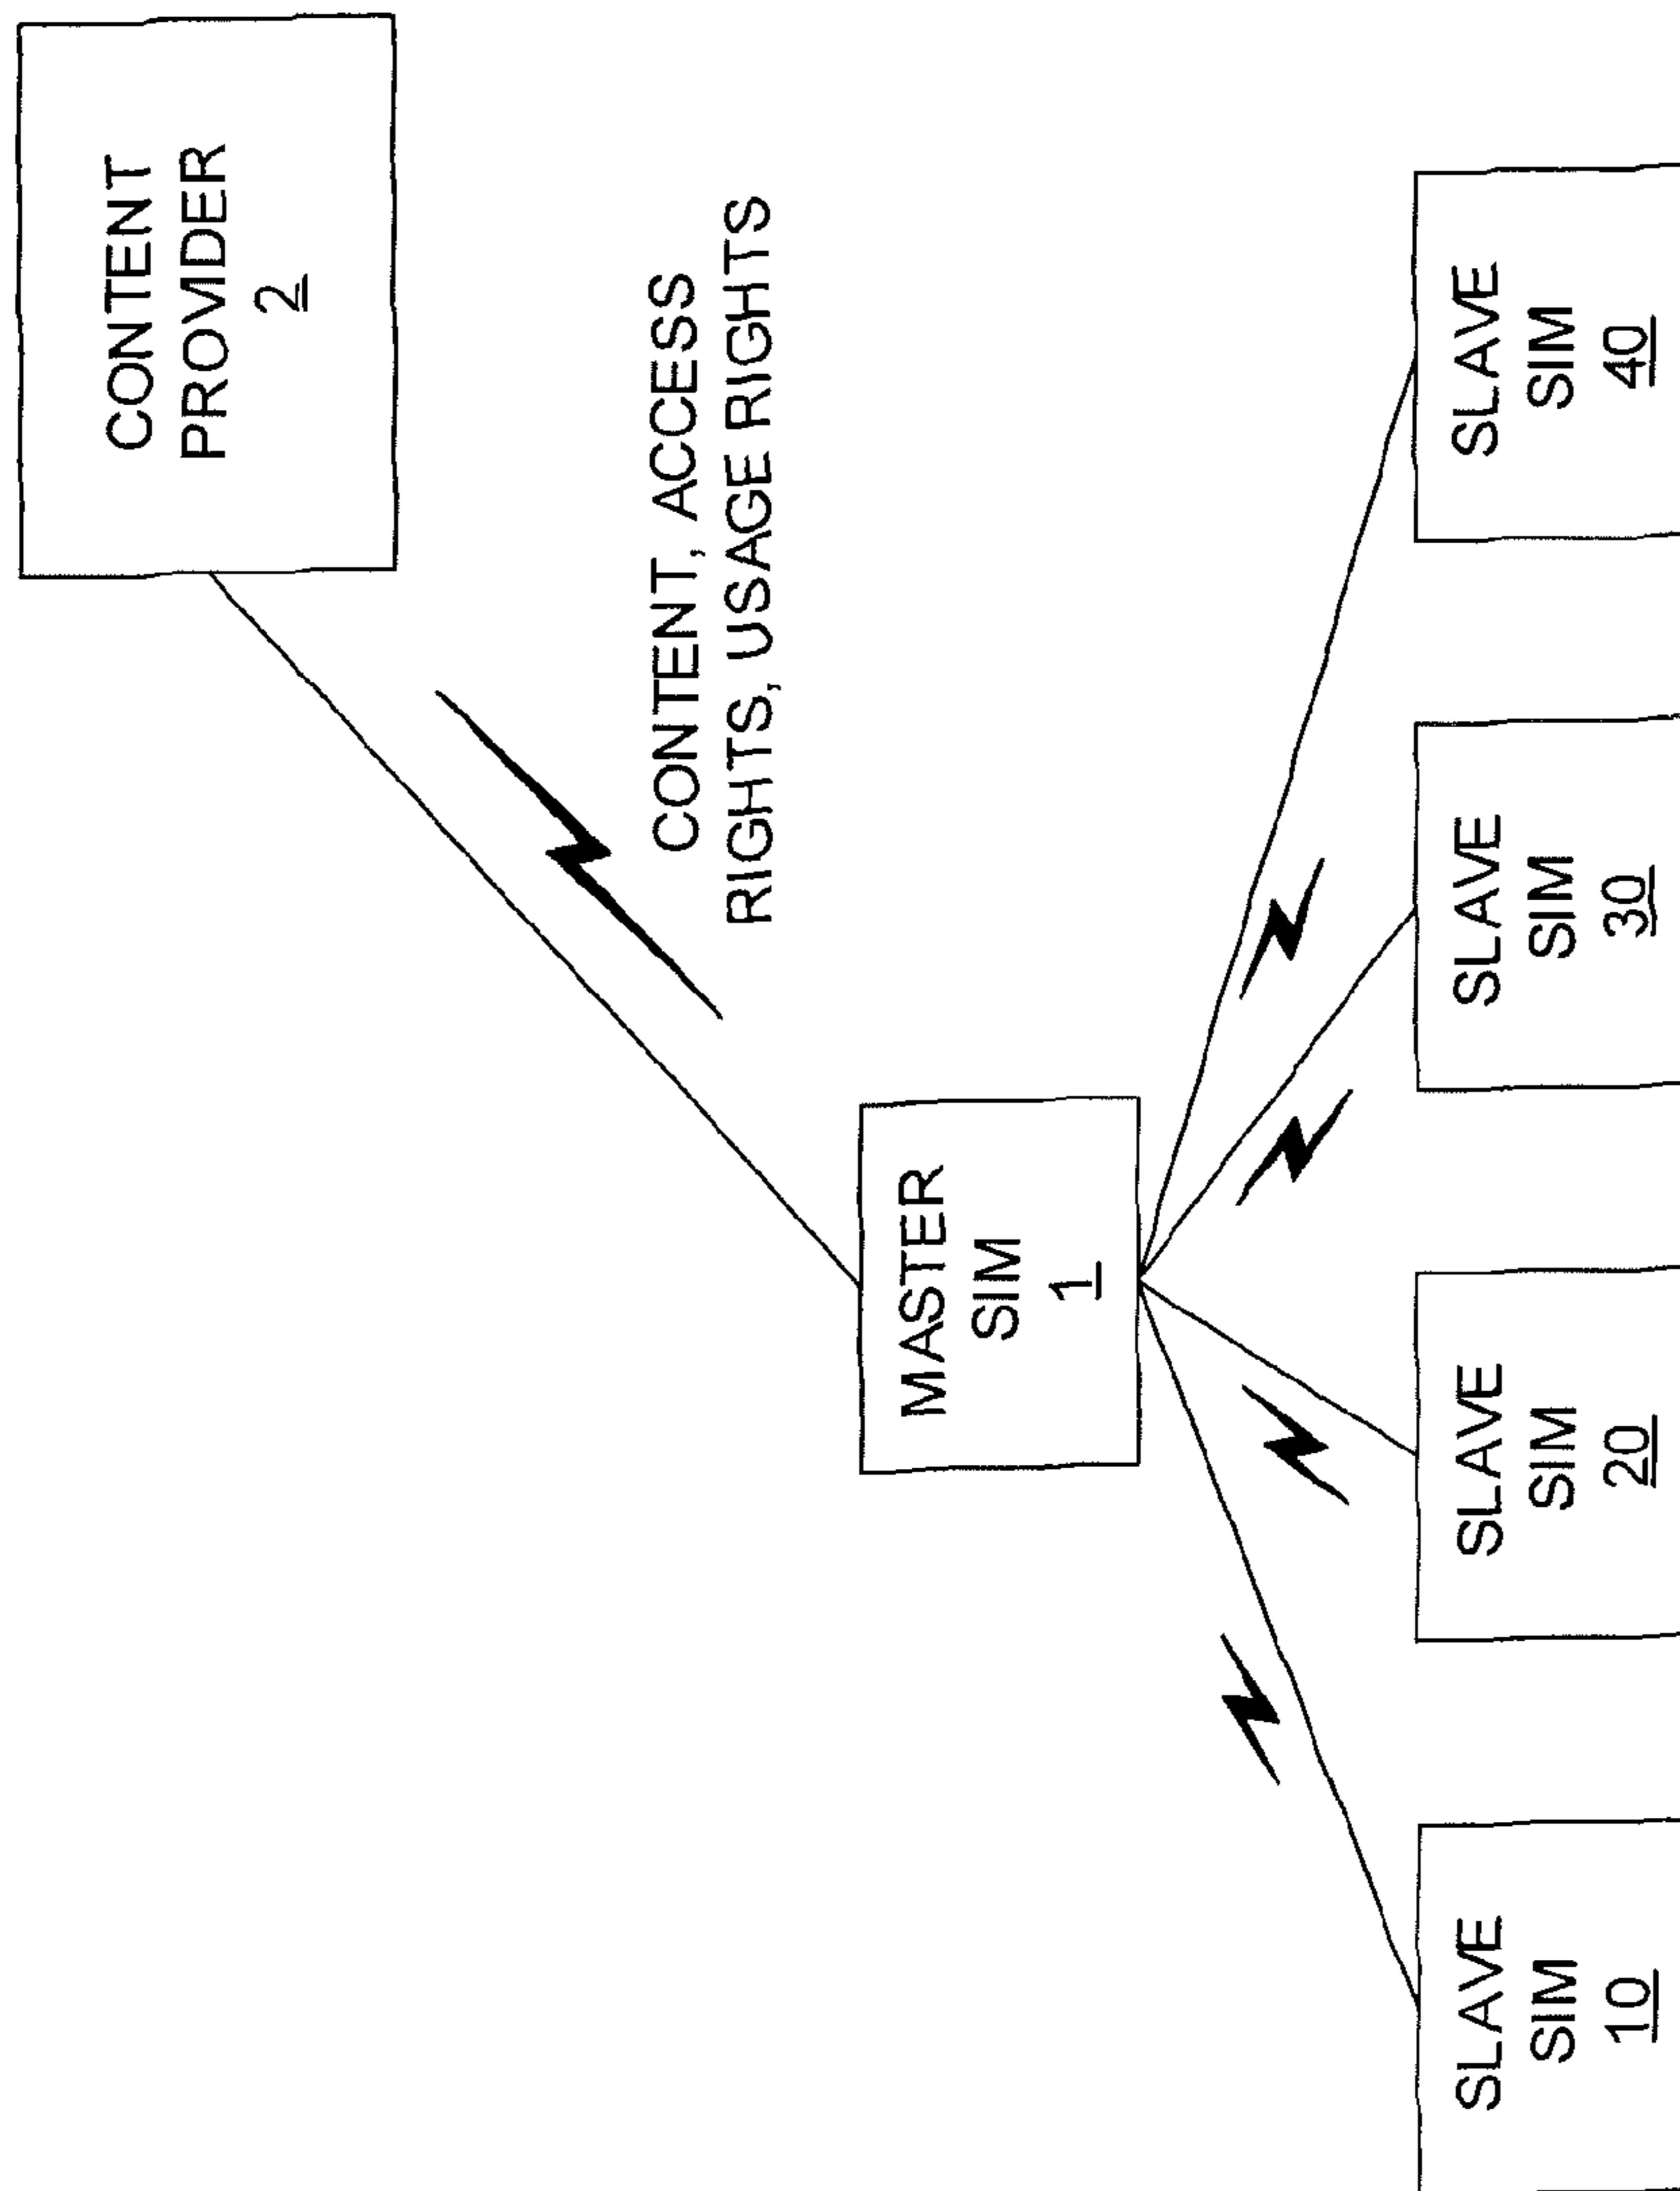 CONTENT
PROVIDER
2
CONTENT, ACCESS
RIGHTS, USAGE RIGHTS
MASTER
SIM
1
SLAVE
SIM
10
SLAVE
SIM
20
SLAVE
SIM
30
SLAVE
SIM
40